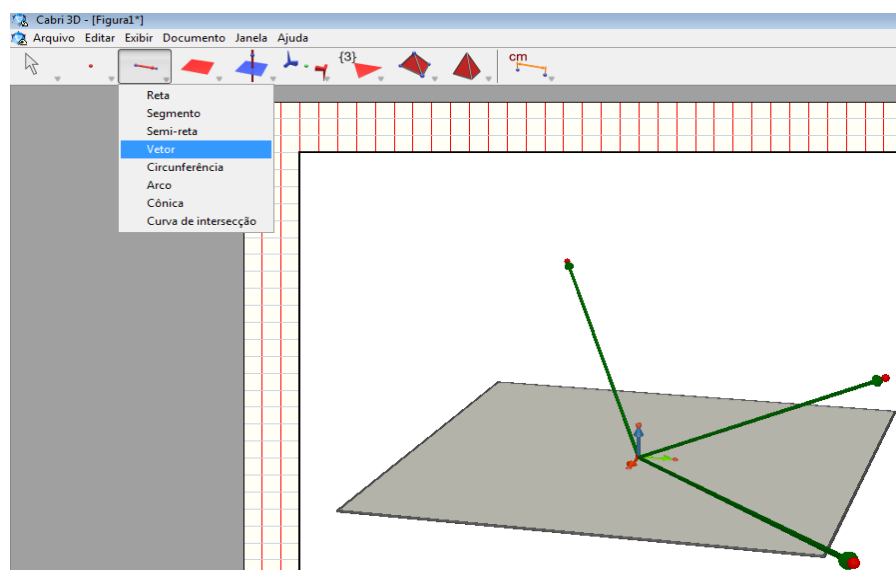 Cabri 3D - [Figura1*]
Arquivo Editar Exibir Documento Janela Ajuda
{3}
cm
Reta
Segmento
Semi-reta
Vetor
Circunferência
Arco
Cônica
Curva de intersecção